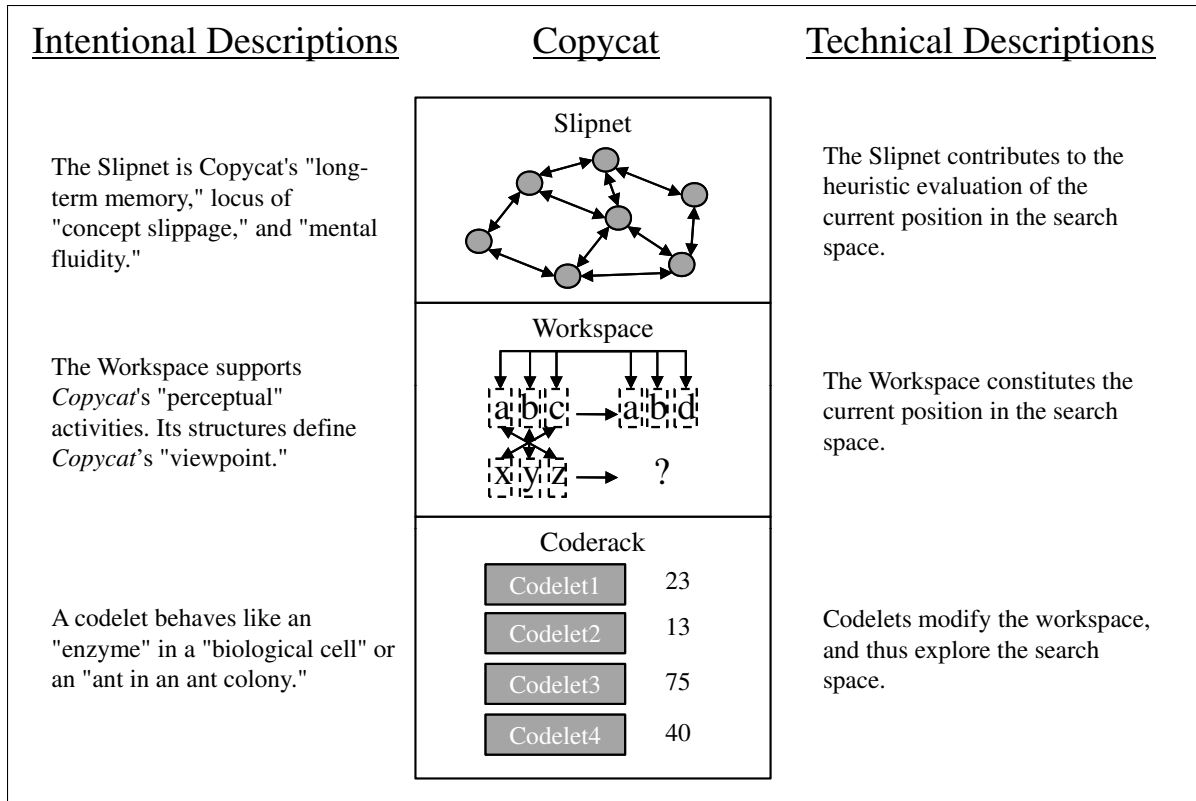 Intentional Descriptions
Copycat
Technical Descriptions
Slipnet
The Slipnet is Copycat's "long-
term memory," locus of
"concept slippage," and "mental
fluidity."
The Slipnet contributes to the
heuristic evaluation of the
current position in the search
space.
Workspace
The Workspace supports
Copycat's "perceptual"
activities. Its structures define
Copycat's "viewpoint."
a b c a b d
x y z ?
The Workspace constitutes the
current position in the search
space.
Coderack
Codelet1 23
Codelet2 13
Codelet3 75
Codelet4 40
A codelet behaves like an
"enzyme" in a "biological cell" or
an "ant in an ant colony."
Codelets modify the workspace,
and thus explore the search
space.